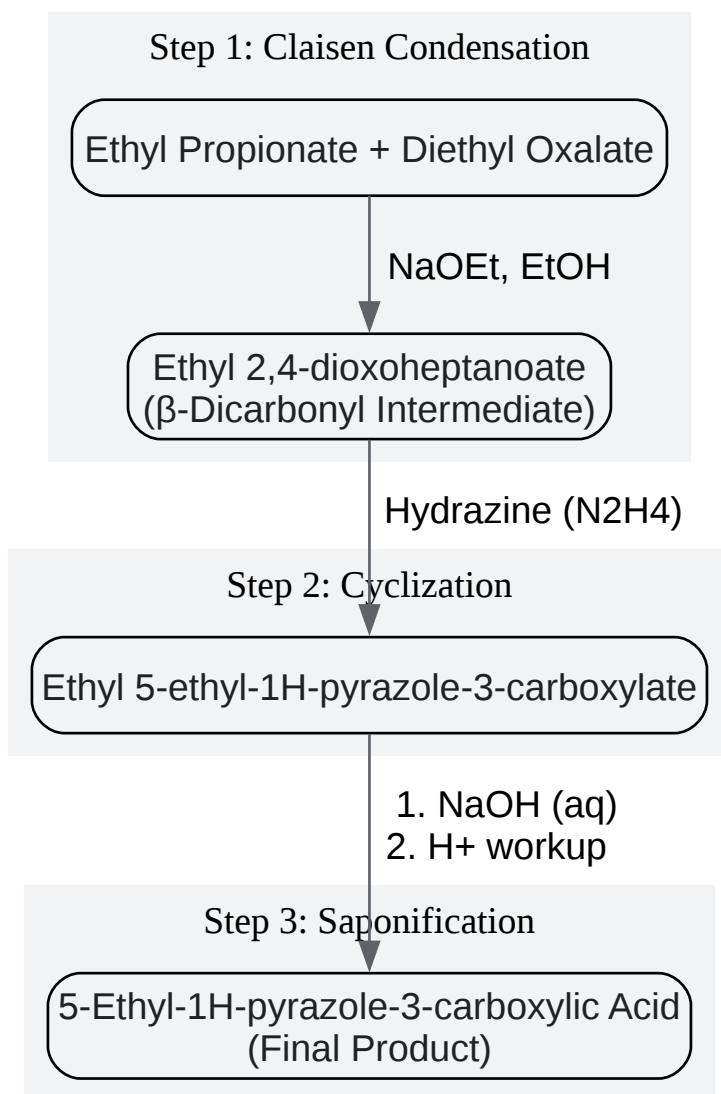 Step 1: Claisen Condensation
Ethyl Propionate + Diethyl Oxalate
NaOEt, EtOH
Ethyl 2,4-dioxoheptanoate
(β-Dicarbonyl Intermediate)
Hydrazine (N2H4)
Step 2: Cyclization
Ethyl 5-ethyl-1H-pyrazole-3-carboxylate
1. NaOH (aq)
2. H+ workup
Step 3: Saponification
5-Ethyl-1H-pyrazole-3-carboxylic Acid
(Final Product)